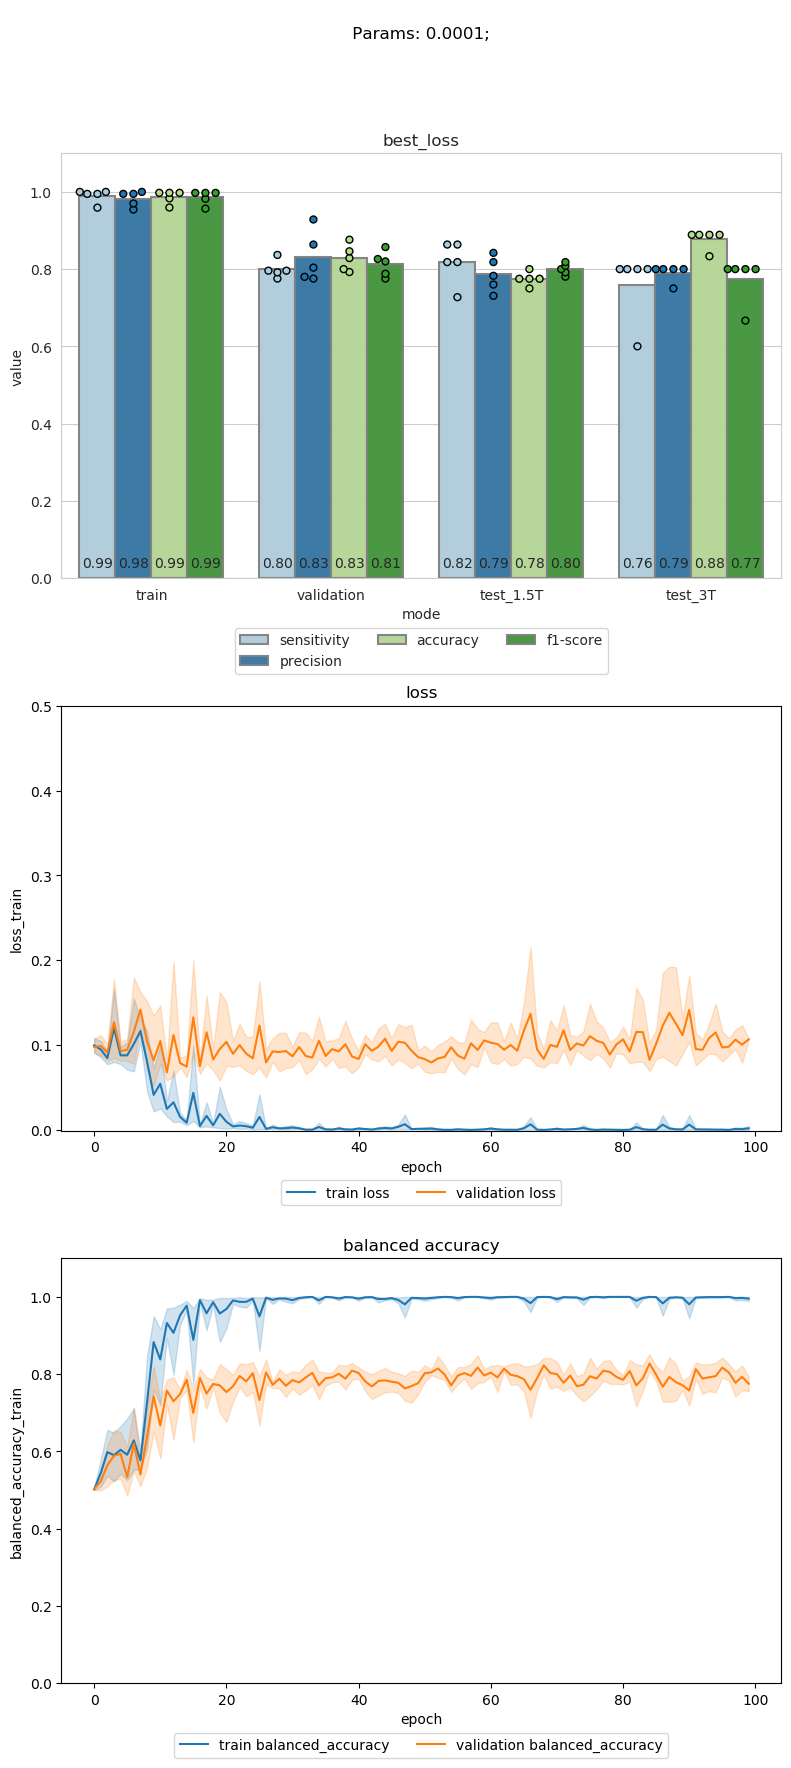 Params: 0.0001;
best_loss
value
1.0
0.8
0.6
0.4
0.2
0.0
0.99 0.98 0.99 0.99 0.80 0.83 0.83 0.81 0.82 0.79 0.78 0.80 0.76 0.79 0.88 0.77
train validation test_1.5T test_3T
mode
sensitivity accuracy f1-score
precision
loss
loss_train
0.5
0.4
0.3
0.2
0.1
0.0
0 20 40 60 80 100
epoch
train loss validation loss
balanced accuracy
balanced_accuracy_train
1.0
0.8
0.6
0.4
0.2
0.0
0 20 40 60 80 100
epoch
train balanced_accuracy validation balanced_accuracy